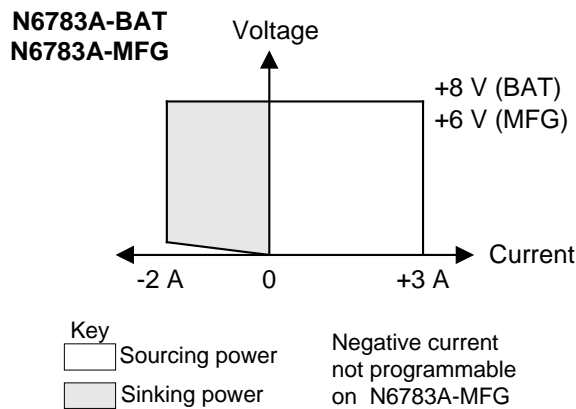 N6783A-BAT
N6783A-MFG
Voltage
+8 V (BAT)
+6 V (MFG)
Current
-2 A
0
+3 A
Key
Sourcing power
Sinking power
Negative current
not programmable
on N6783A-MFG